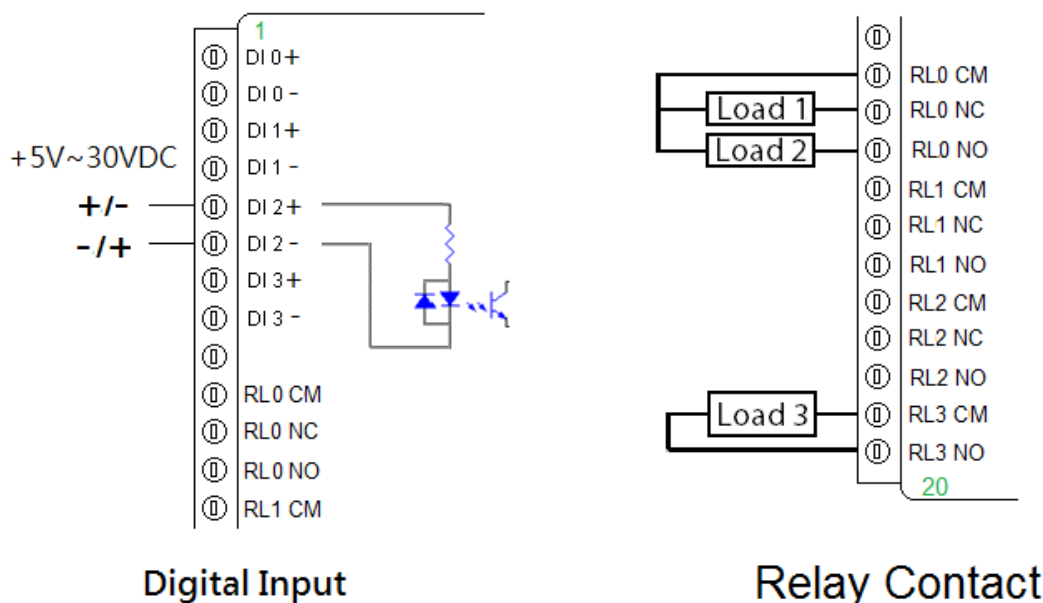 1
DI 0+
DI 0-
DI 1+
+5V~30VDC
DI 1-
+/-
DI 2+
-/+
DI 2-
DI 3+
DI 3-
RL0 CM
RL0 NC
RL0 NO
RL1 CM
Digital Input
RL0 CM
Load 1
RL0 NC
Load 2
RL0 NO
RL1 CM
RL1 NC
RL1 NO
RL2 CM
RL2 NC
RL2 NO
Load 3
RL3 CM
RL3 NO
20
Relay Contact